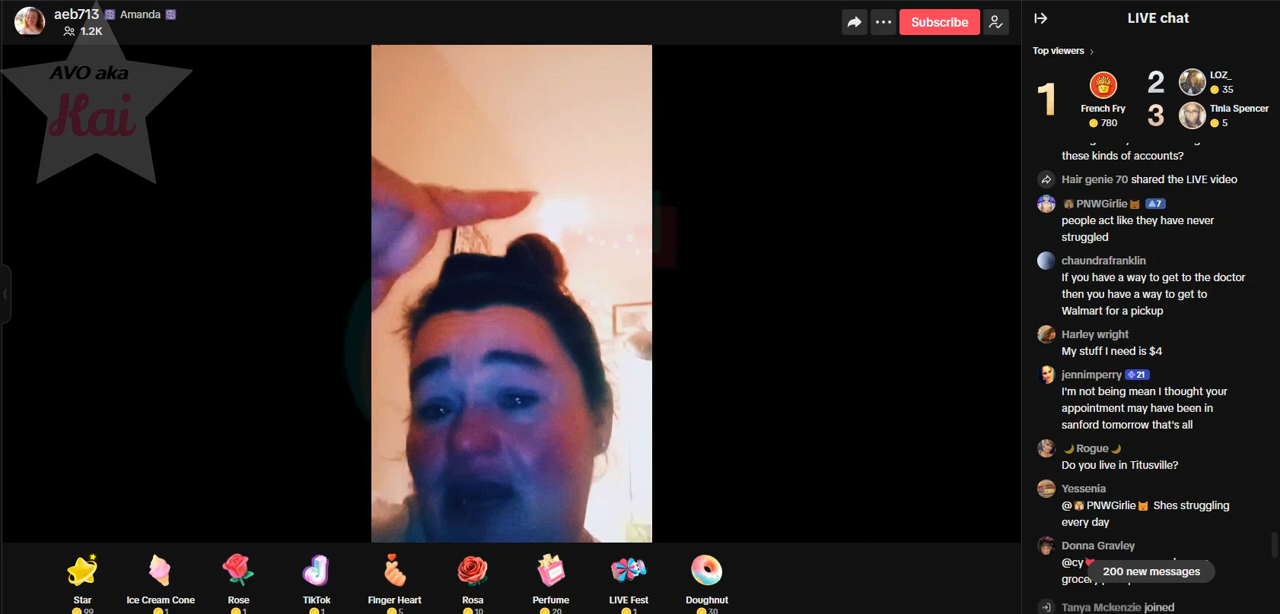 aeb713 Amanda
1.2K
AVO aka
Kai
Subscribe
LIVE chat
Top viewers
1
French Fry
780
2
LOZ_
35
3
Tinla Spencer
5
these kinds of accounts?
Hair genie 70 shared the LIVE video
PNWGirlie 7
people act like they have never
struggled
chaundrafranklin
If you have a way to get to the doctor
then you have a way to get to
Walmart for a pickup
Harley wright
My stuff I need is $4
jennimperry 21
I'm not being mean I thought your
appointment may have been in
sanford tomorrow that's all
Rogue
Do you live in Titusville?
Yessenia
@ PNWGirlie Shes struggling
every day
Donna Gravley
@cy
200 new messages
Tanya Mckenzie joined
Star
99
Ice Cream Cone
1
Rose
1
TikTok
1
Finger Heart
5
Rosa
10
Perfume
20
LIVE Fest
1
Doughnut
30